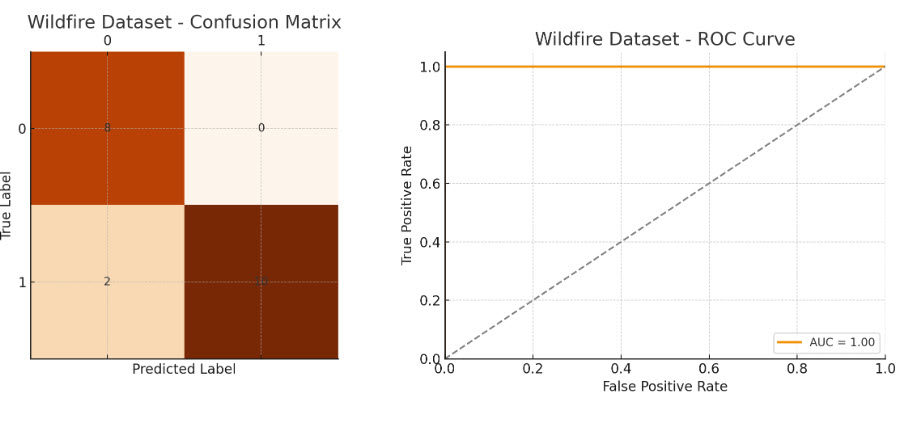 Wildfire Dataset - Confusion Matrix
0 1
0
8 0
True Label
1
2
Predicted Label
Wildfire Dataset - ROC Curve
1.0
0.8
0.6
0.4
0.2
0.0
True Positive Rate
0.0 0.2 0.4 0.6 0.8 1.0
False Positive Rate
AUC = 1.00